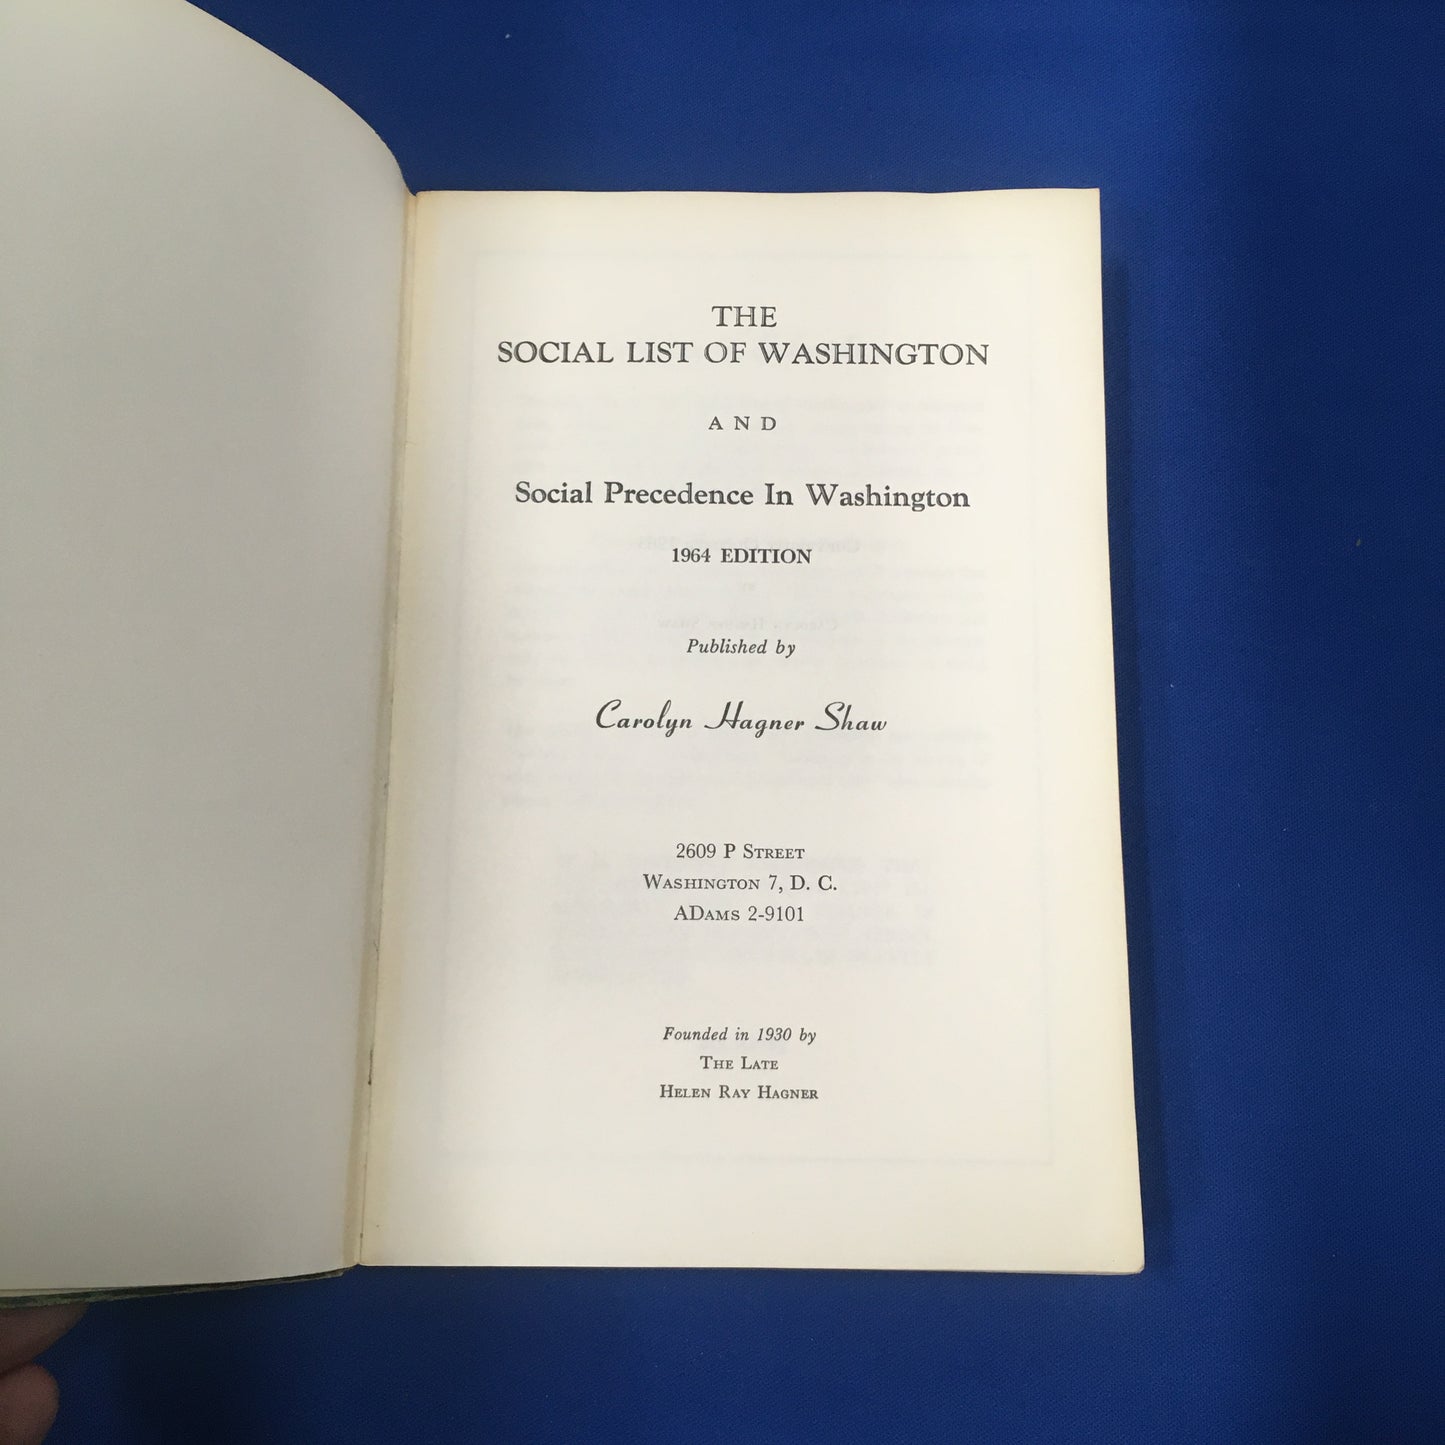 THE
SOCIAL LIST OF WASHINGTON
AND
Social Precedence In Washington
1964 EDITION
Published by
Carolyn Hagner Shaw
2609 P Street
Washington 7, D. C.
ADams 2-9101
Founded in 1930 by
The Late
Helen Ray Hagner